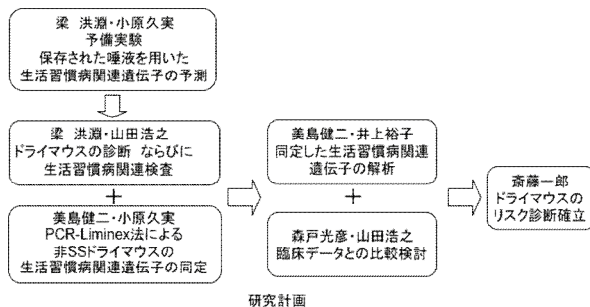 梁 洪淵・小原久実
予備実験
保存された唾液を用いた
生活習慣病関連遺伝子の予測
梁 洪淵・山田浩之
ドライマウスの診断 ならびに
生活習慣病関連検査
+
美島健二・小原久実
PCR-Liminex法による
非SSドライマウスの
生活習慣病関連遺伝子の同定
美島健二・井上裕子
同定した生活習慣病関連
遺伝子の解析
+
森戸光彦・山田浩之
臨床データとの比較検討
斎藤一郎
ドライマウスの
リスク診断確立
研究計画